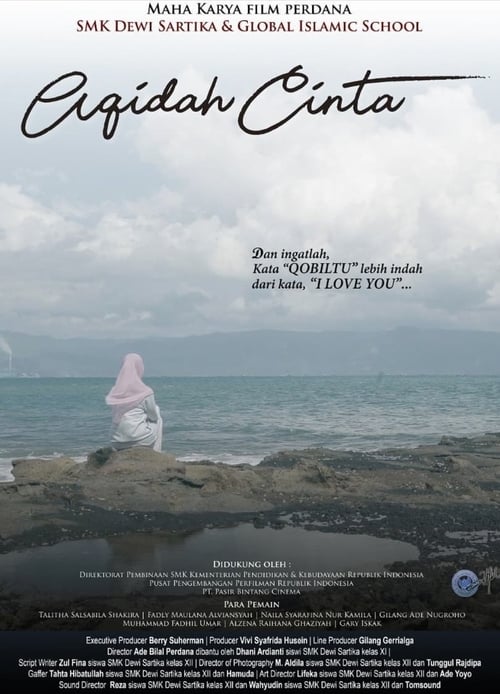 MAHA KARYA FILM PERDANA
SMK DEWI SARTIKA & GLOBAL ISLAMIC SCHOOL
Aqidah Cinta
Dan ingatlah,
Kata "QOBILTU" lebih indah
dari kata, "I LOVE YOU"...
DIDUKUNG OLEH :
DIREKTORAT PEMBINAAN SMK KEMENTERIAN PENDIDIKAN & KEBUDAYAAN REPUBLIK INDONESIA
PUSAT PENGEMBANGAN PERFILMAN REPUBLIK INDONESIA
PT. PASIR BINTANG CINEMA
PARA PEMAIN
TALITHA SALSABILA SHAKIRA | FADLY MAULANA ALVIANSYAH | NAILA SYARAFINA NUR KAMILA | GILANG ADE NUGROHO
MUHAMMAD FADHIL UMAR | ALZENA RAIHANA GHAZIYAH | GARY ISKAK
Executive Producer Berry Suherman | Producer Vivi Syafrida Husein | Line Producer Gilang Gerrialga
Director Ade Bilal Perdana dibantu oleh Dhani Ardianti siswi SMK Dewi Sartika kelas XI |
Script Writer Zul Fina siswa SMK Dewi Sartika kelas XII | Director of Photography M. Aldila siswa SMK Dewi Sartika kelas XII dan Tunggul Rajdipa
Gaffer Tahta Hibatullah siswa SMK Dewi Sartika kelas XII dan Hamuda | Art Director Lifeka siswa SMK Dewi Sartika kelas XII dan Ade Yoyo
Sound Director Reza siswa SMK Dewi Sartika kelas XII dan Wahyudin siswa SMK Dewi Sartika kelas XII dan Tomsound